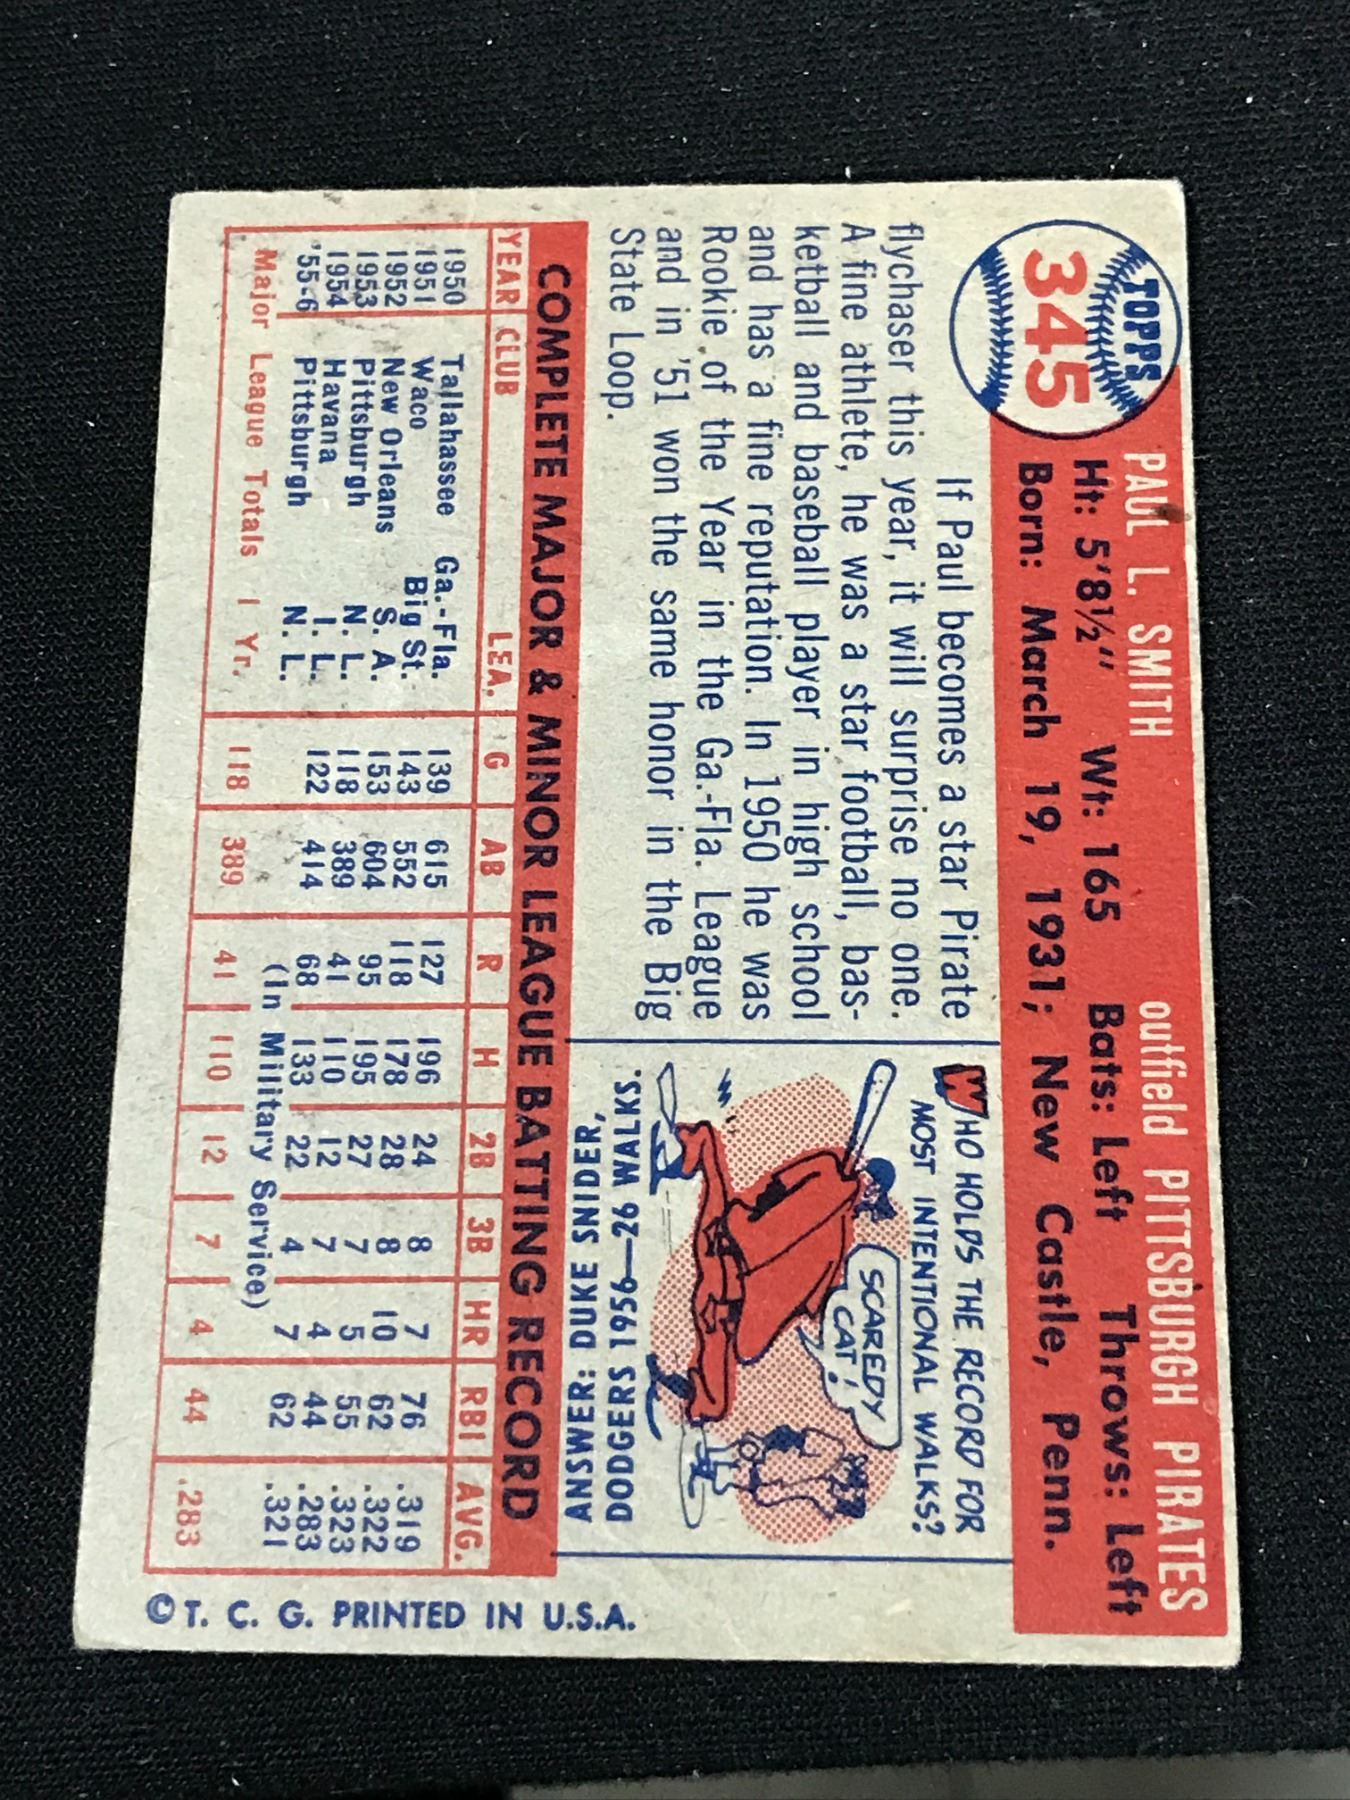 TOPPS
345
PAUL L. SMITH outfield PITTSBURGH PIRATES
Ht: 5'8½" Wt: 165 Bats: Left Throws: Left
Born: March 19, 1931; New Castle, Penn.
If Paul becomes a star Pirate
flychaser this year, it will surprise no one.
A fine athlete, he was a star football, bas-
ketball and baseball player in high school
and has a fine reputation. In 1950 he was
Rookie of the Year in the Ga.-Fla. League
and in '51 won the same honor in the Big
State Loop.
WHO HOLDS THE RECORD FOR
MOST INTENTIONAL WALKS?
SCAREDY
CAT!
ANSWER: DUKE SNIDER,
DODGERS 1956—26 WALKS.
COMPLETE MAJOR & MINOR LEAGUE BATTING RECORD
YEAR CLUB LEA. G AB R H 2B 3B HR RBI AVG.
1950 Tallahassee Ga.-Fla. 139 615 127 196 24 8 7 76 .319
1951 Waco Big St. 143 552 118 178 28 8 10 62 .322
1952 New Orleans S. A. 153 604 95 195 27 7 5 55 .323
1953 Pittsburgh N. L. 118 389 41 110 12 7 4 44 .283
1954 Havana I. L. 122 414 68 133 22 4 7 62 .321
'55-6 Pittsburgh N. L. (In Military Service)
Major League Totals 1 Yr. 118 389 41 110 12 7 4 44 .283
© T. C. G. PRINTED IN U.S.A.